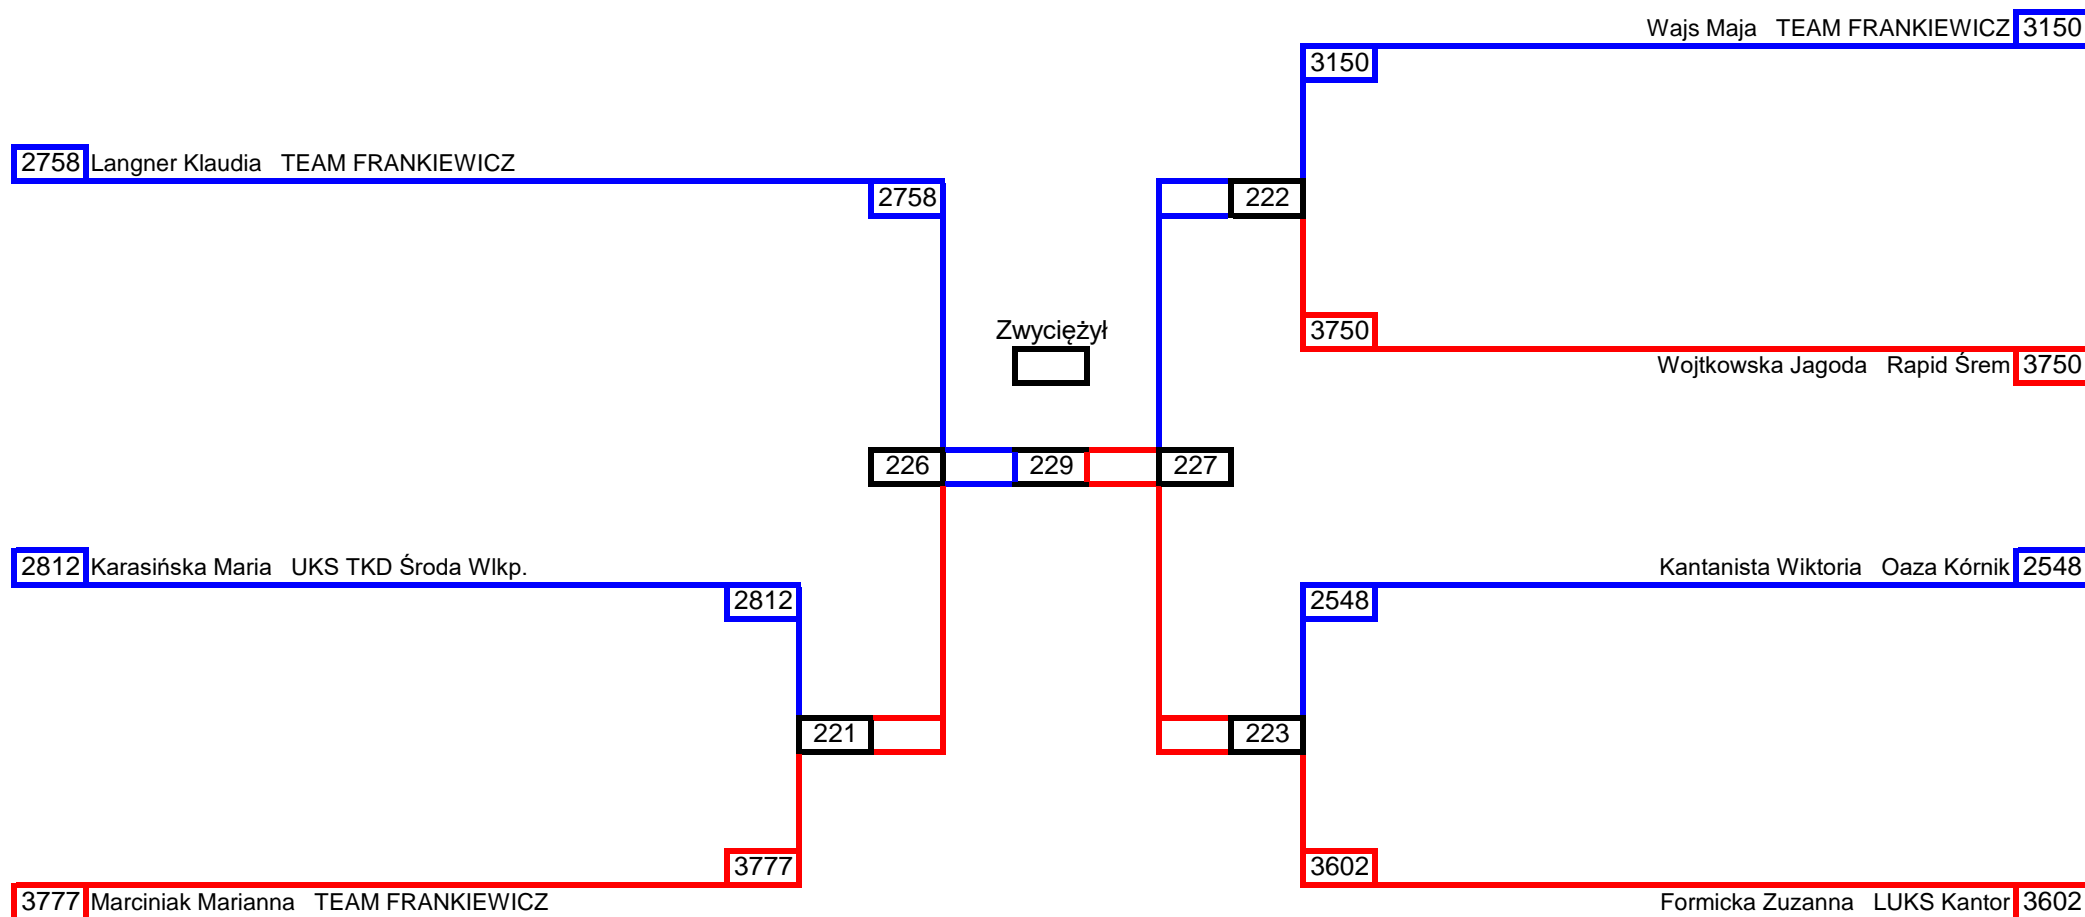 Wajs Maja TEAM FRANKIEWICZ 3150
3150
2758 Langner Klaudia TEAM FRANKIEWICZ
2758
222
Zwyciężył
3750
Wojtkowska Jagoda Rapid Śrem 3750
226 229 227
2812 Karasińska Maria UKS TKD Środa Wlkp.
Kantanista Wiktoria Oaza Kórnik 2548
2812
2548
221
223
3777
3602
3777 Marciniak Marianna TEAM FRANKIEWICZ
Formicka Zuzanna LUKS Kantor 3602